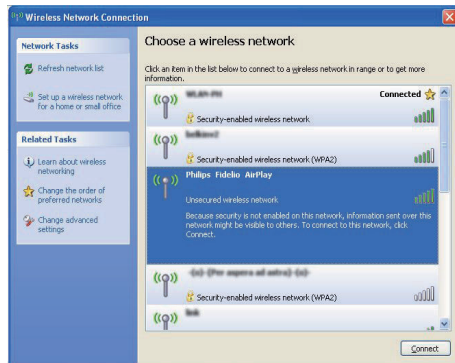 Wireless Network Connection
Network Tasks
Refresh network list
Set up a wireless network
for a home or small office
Related Tasks
Learn about wireless
networking
Change the order of
preferred networks
Change advanced
settings
Choose a wireless network
Click an item in the list below to connect to a wireless network in range or to get more
information.
Connected
Security-enabled wireless network
Security-enabled wireless network (WPA2)
Philips Fidelio AirPlay
Unsecured wireless network
Because security is not enabled on this network, information sent over this
network might be visible to others. To connect to this network, click
Connect.
Security-enabled wireless network (WPA2)
Connect